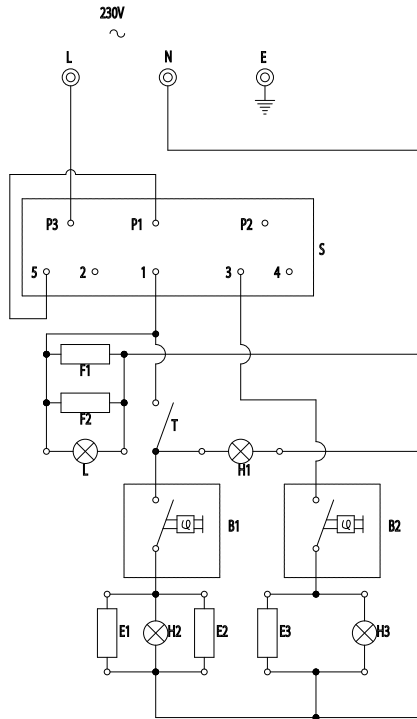 230V
L N E
P3 P1 P2
S
5 2 1 3 4
F1
F2
T
L
H1
φ B1 φ B2
E1 H2 E2 E3 H3